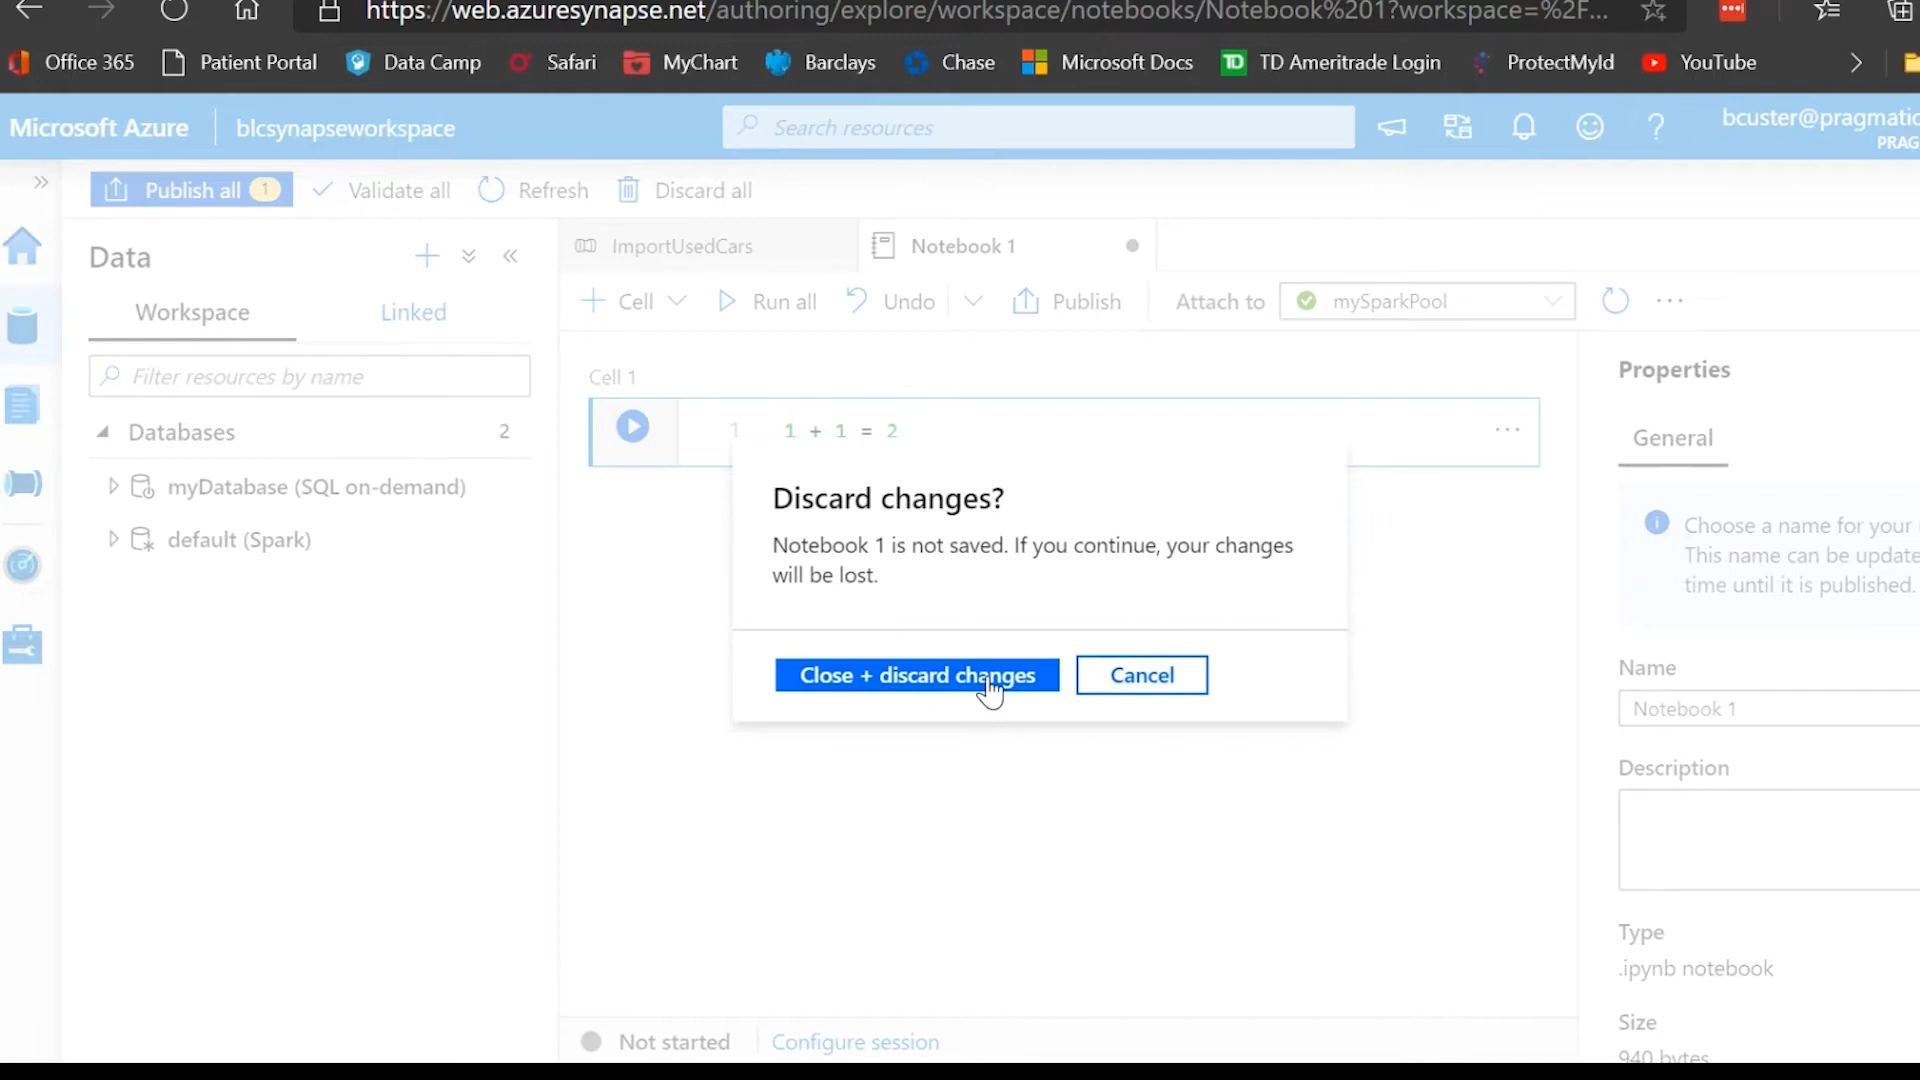 https://web.azuresynapse.net/authoring/explore/workspace/notebooks/Notebook%201?workspace=%2F...
Office 365 Patient Portal Data Camp Safari MyChart Barclays Chase Microsoft Docs TD TD Ameritrade Login ProtectMyId YouTube
Microsoft Azure blcsynapseworkspace Search resources ? bcuster@pragmatic
PRAG
Publish all 1 Validate all Refresh Discard all
Data
ImportUsedCars Notebook 1
Workspace Linked
Cell Run all Undo Publish Attach to mySparkPool
Filter resources by name
Databases 2
myDatabase (SQL on-demand)
default (Spark)
Cell 1
1 1 + 1 = 2
Discard changes?
Notebook 1 is not saved. If you continue, your changes
will be lost.
Close + discard changes Cancel
Properties
General
Choose a name for your
This name can be update
time until it is published.
Name
Notebook 1
Description
Type
.ipynb notebook
Size
940 bytes
Not started Configure session